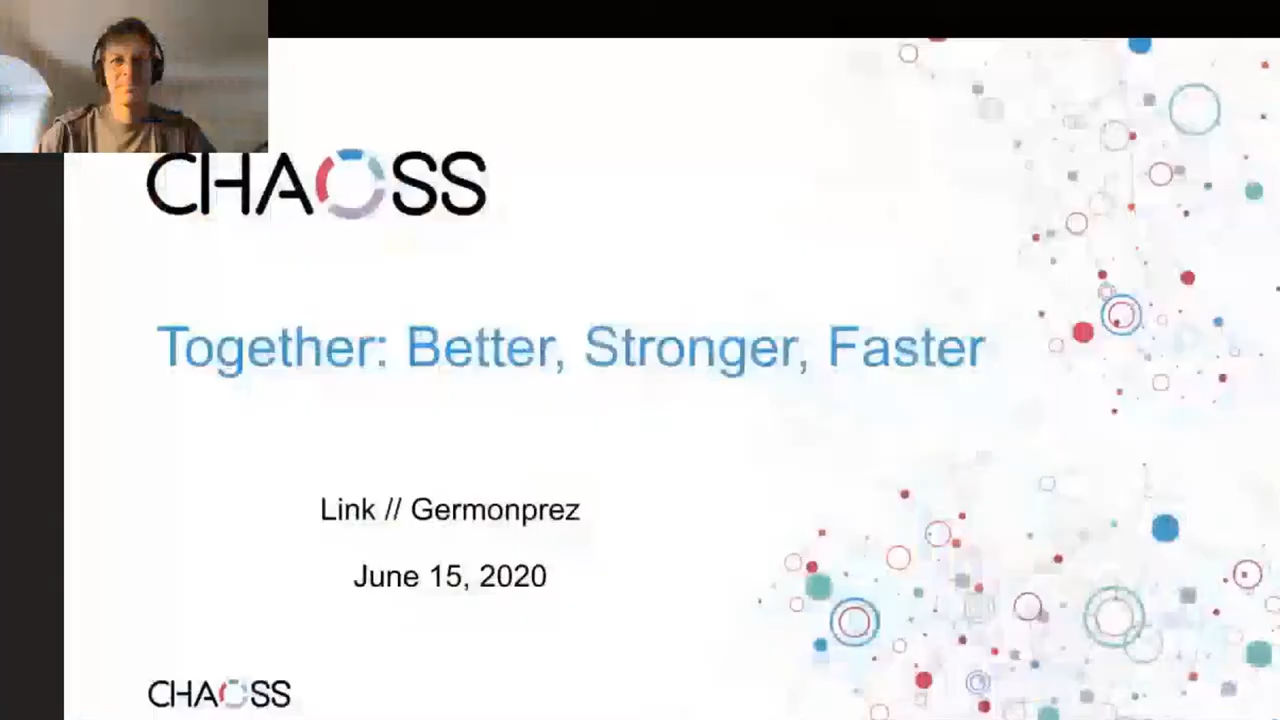 CHAOSS
Together: Better, Stronger, Faster
Link // Germonprez
June 15, 2020
CHAOSS